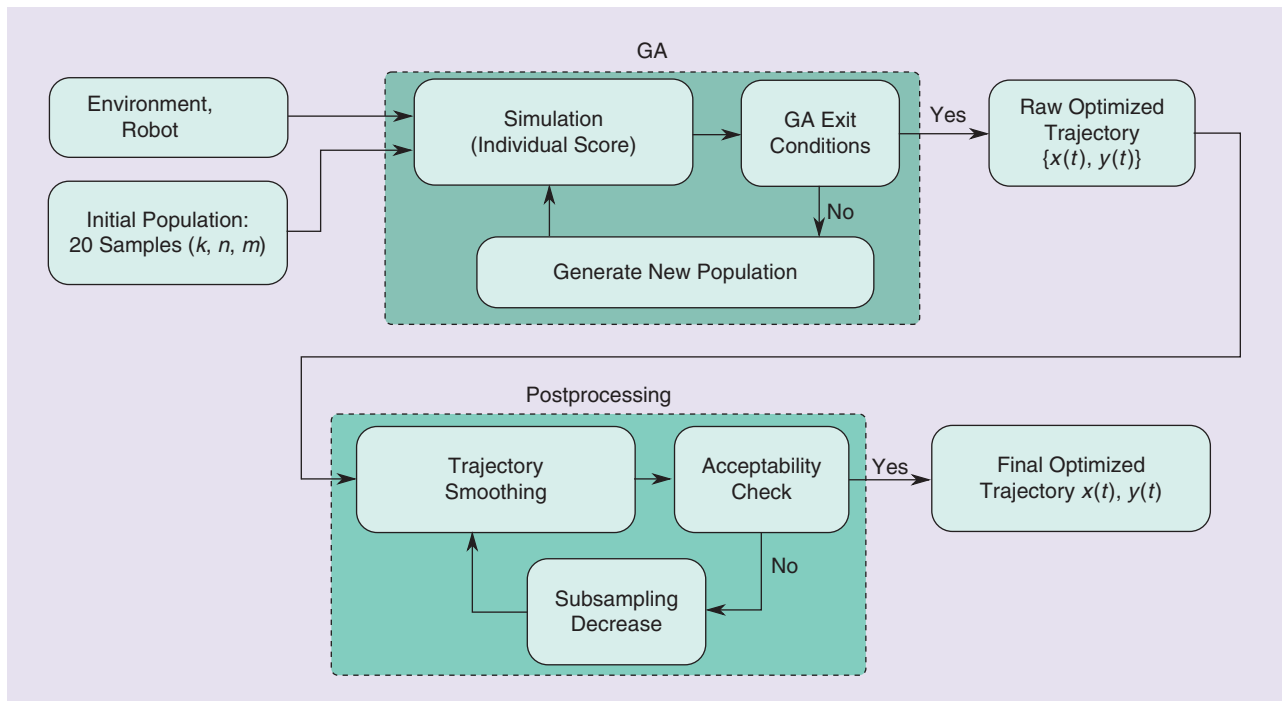 GA
Environment,
Robot
Simulation
(Individual Score)
GA Exit
Conditions
Yes
Raw Optimized
Trajectory
{x(t), y(t)}
Initial Population:
20 Samples (k, n, m)
No
Generate New Population
Postprocessing
Trajectory
Smoothing
Acceptability
Check
Yes
Final Optimized
Trajectory x(t), y(t)
No
Subsampling
Decrease